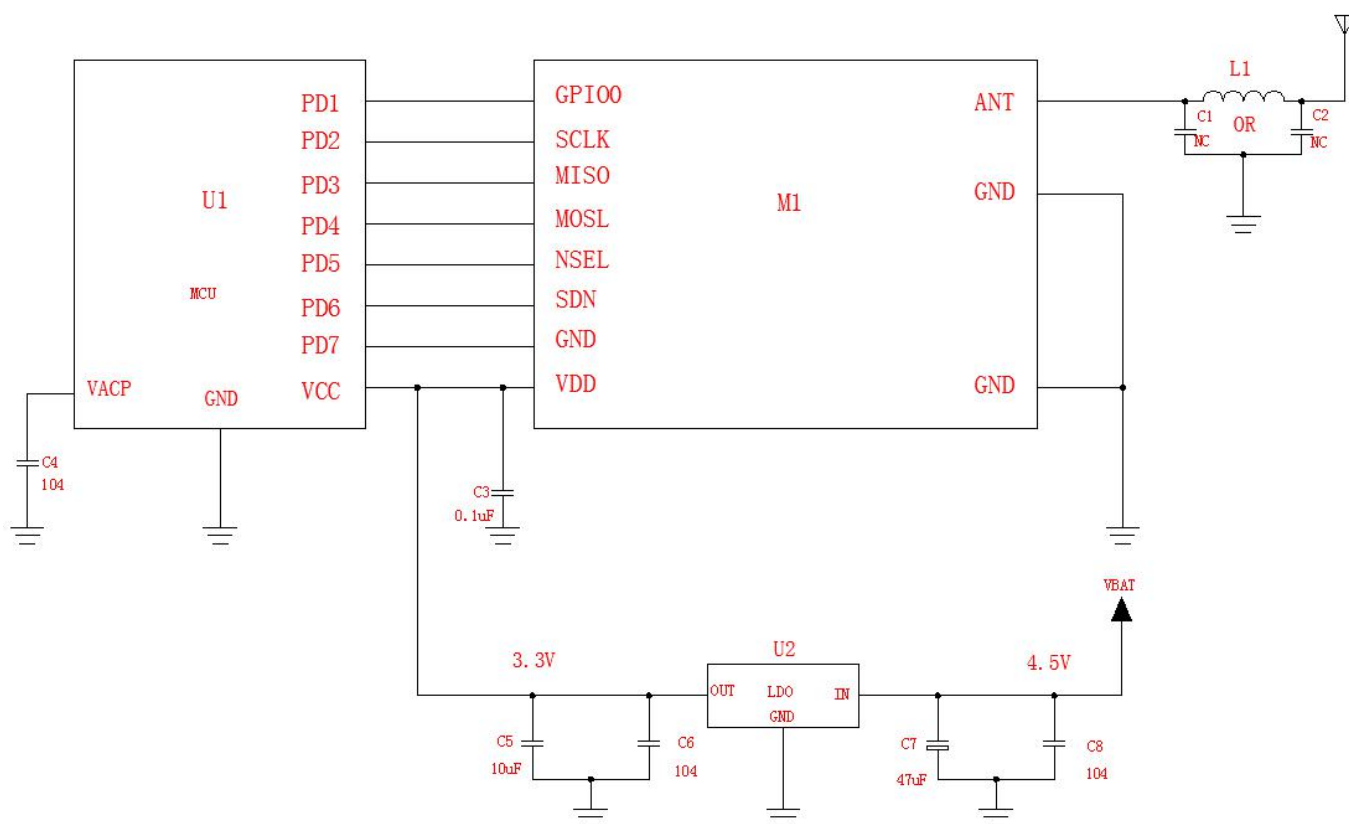 L1
C1
NC
OR
C2
NC
U1
MCU
PD1
PD2
PD3
PD4
PD5
PD6
PD7
VCC
VACP
GND
GPIO0
SCLK
MISO
MOSL
NSEL
SDN
GND
VDD
M1
ANT
GND
GND
C4
104
C3
0.1uF
VBAT
3.3V
U2
4.5V
OUT
LDO
IN
GND
C5
10uF
C6
104
C7
47uF
C8
104